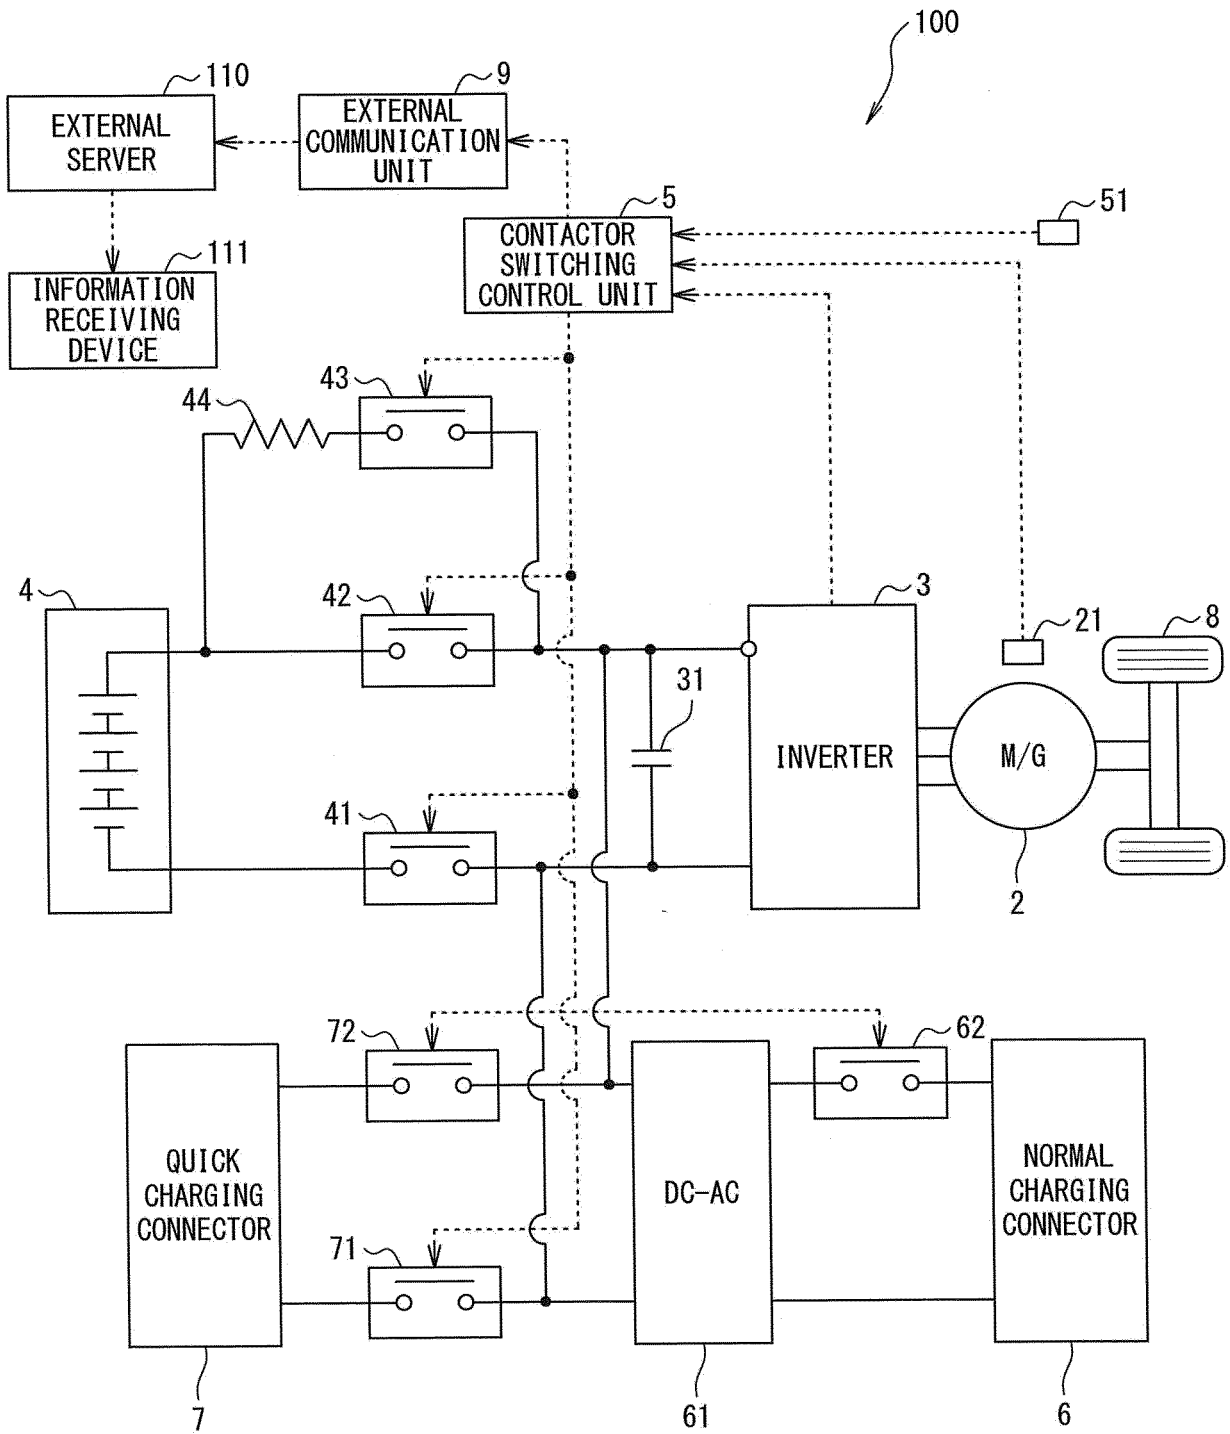 100
110
9
EXTERNAL
SERVER
EXTERNAL
COMMUNICATION
UNIT
5
51
CONTACTOR
SWITCHING
CONTROL UNIT
111
INFORMATION
RECEIVING
DEVICE
43
44
4
42
3
21
8
31
INVERTER
M/G
41
2
72
62
QUICK
CHARGING
CONNECTOR
DC-AC
NORMAL
CHARGING
CONNECTOR
71
7
61
6